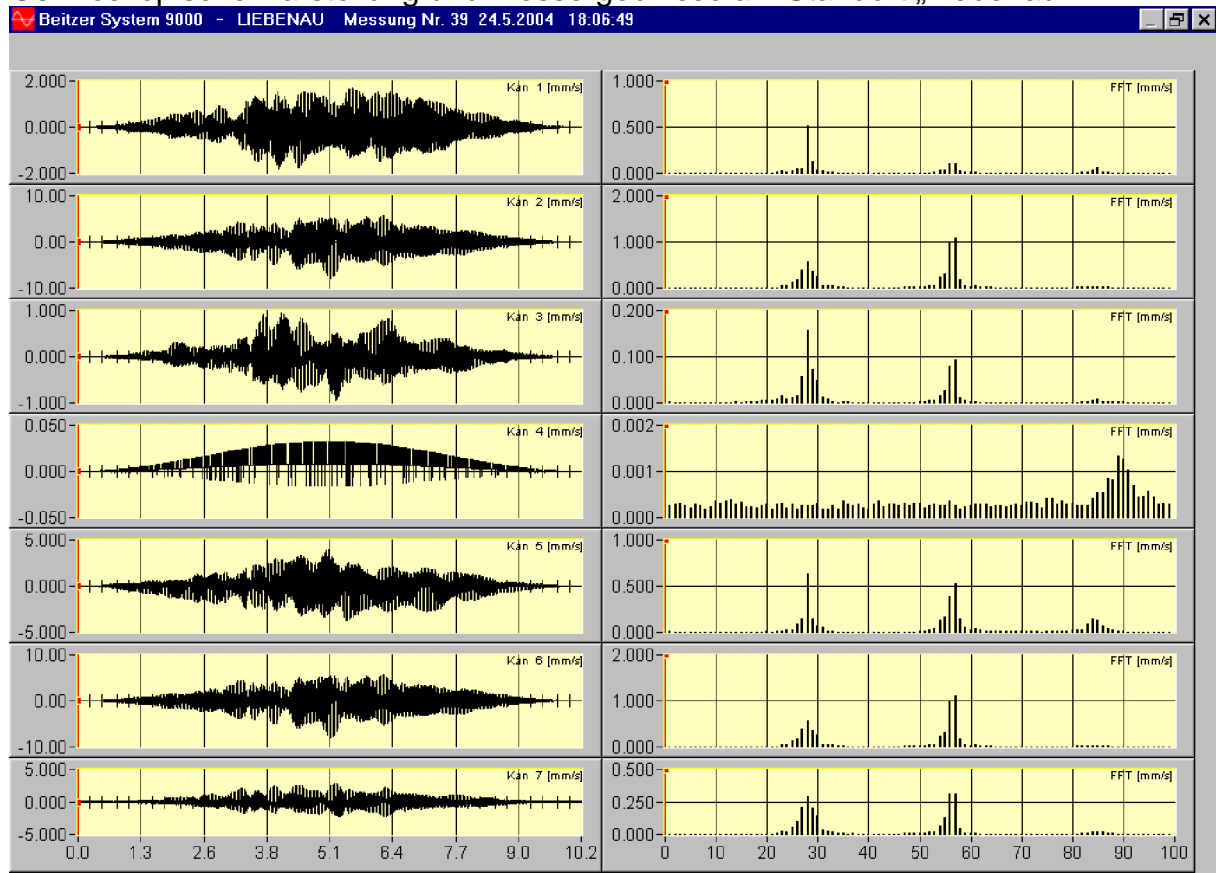 Beitzer System 9000 - LIEBENAU Messung Nr. 39 24.5.2004 18:06:49
2.000 Kan 1 [mm/s] 1.000 FFT [mm/s]
0.000 0.500
-2.000 0.000
10.00 Kan 2 [mm/s] 2.000 FFT [mm/s]
0.00 1.000
-10.00 0.000
1.000 Kan 3 [mm/s] 0.200 FFT [mm/s]
0.000 0.100
-1.000 0.000
0.050 Kan 4 [mm/s] 0.002 FFT [mm/s]
0.000 0.001
-0.050 0.000
5.000 Kan 5 [mm/s] 1.000 FFT [mm/s]
0.000 0.500
-5.000 0.000
10.00 Kan 6 [mm/s] 2.000 FFT [mm/s]
0.00 1.000
-10.00 0.000
5.000 Kan 7 [mm/s] 0.500 FFT [mm/s]
0.000 0.250
-5.000 0.000
0.0 1.3 2.6 3.8 5.1 6.4 7.7 9.0 10.2 0 10 20 30 40 50 60 70 80 90 100